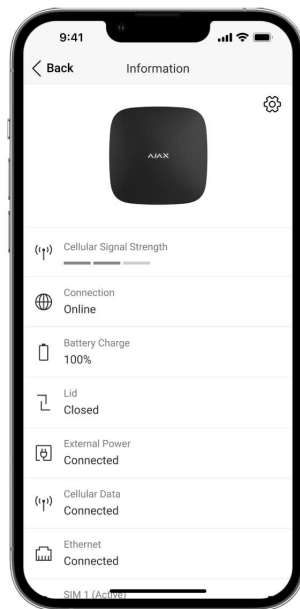 9:41
Back Information
AJAX
Cellular Signal Strength
Connection
Online
Battery Charge
100%
Lid
Closed
External Power
Connected
Cellular Data
Connected
Ethernet
Connected
SIM 1 (Active)